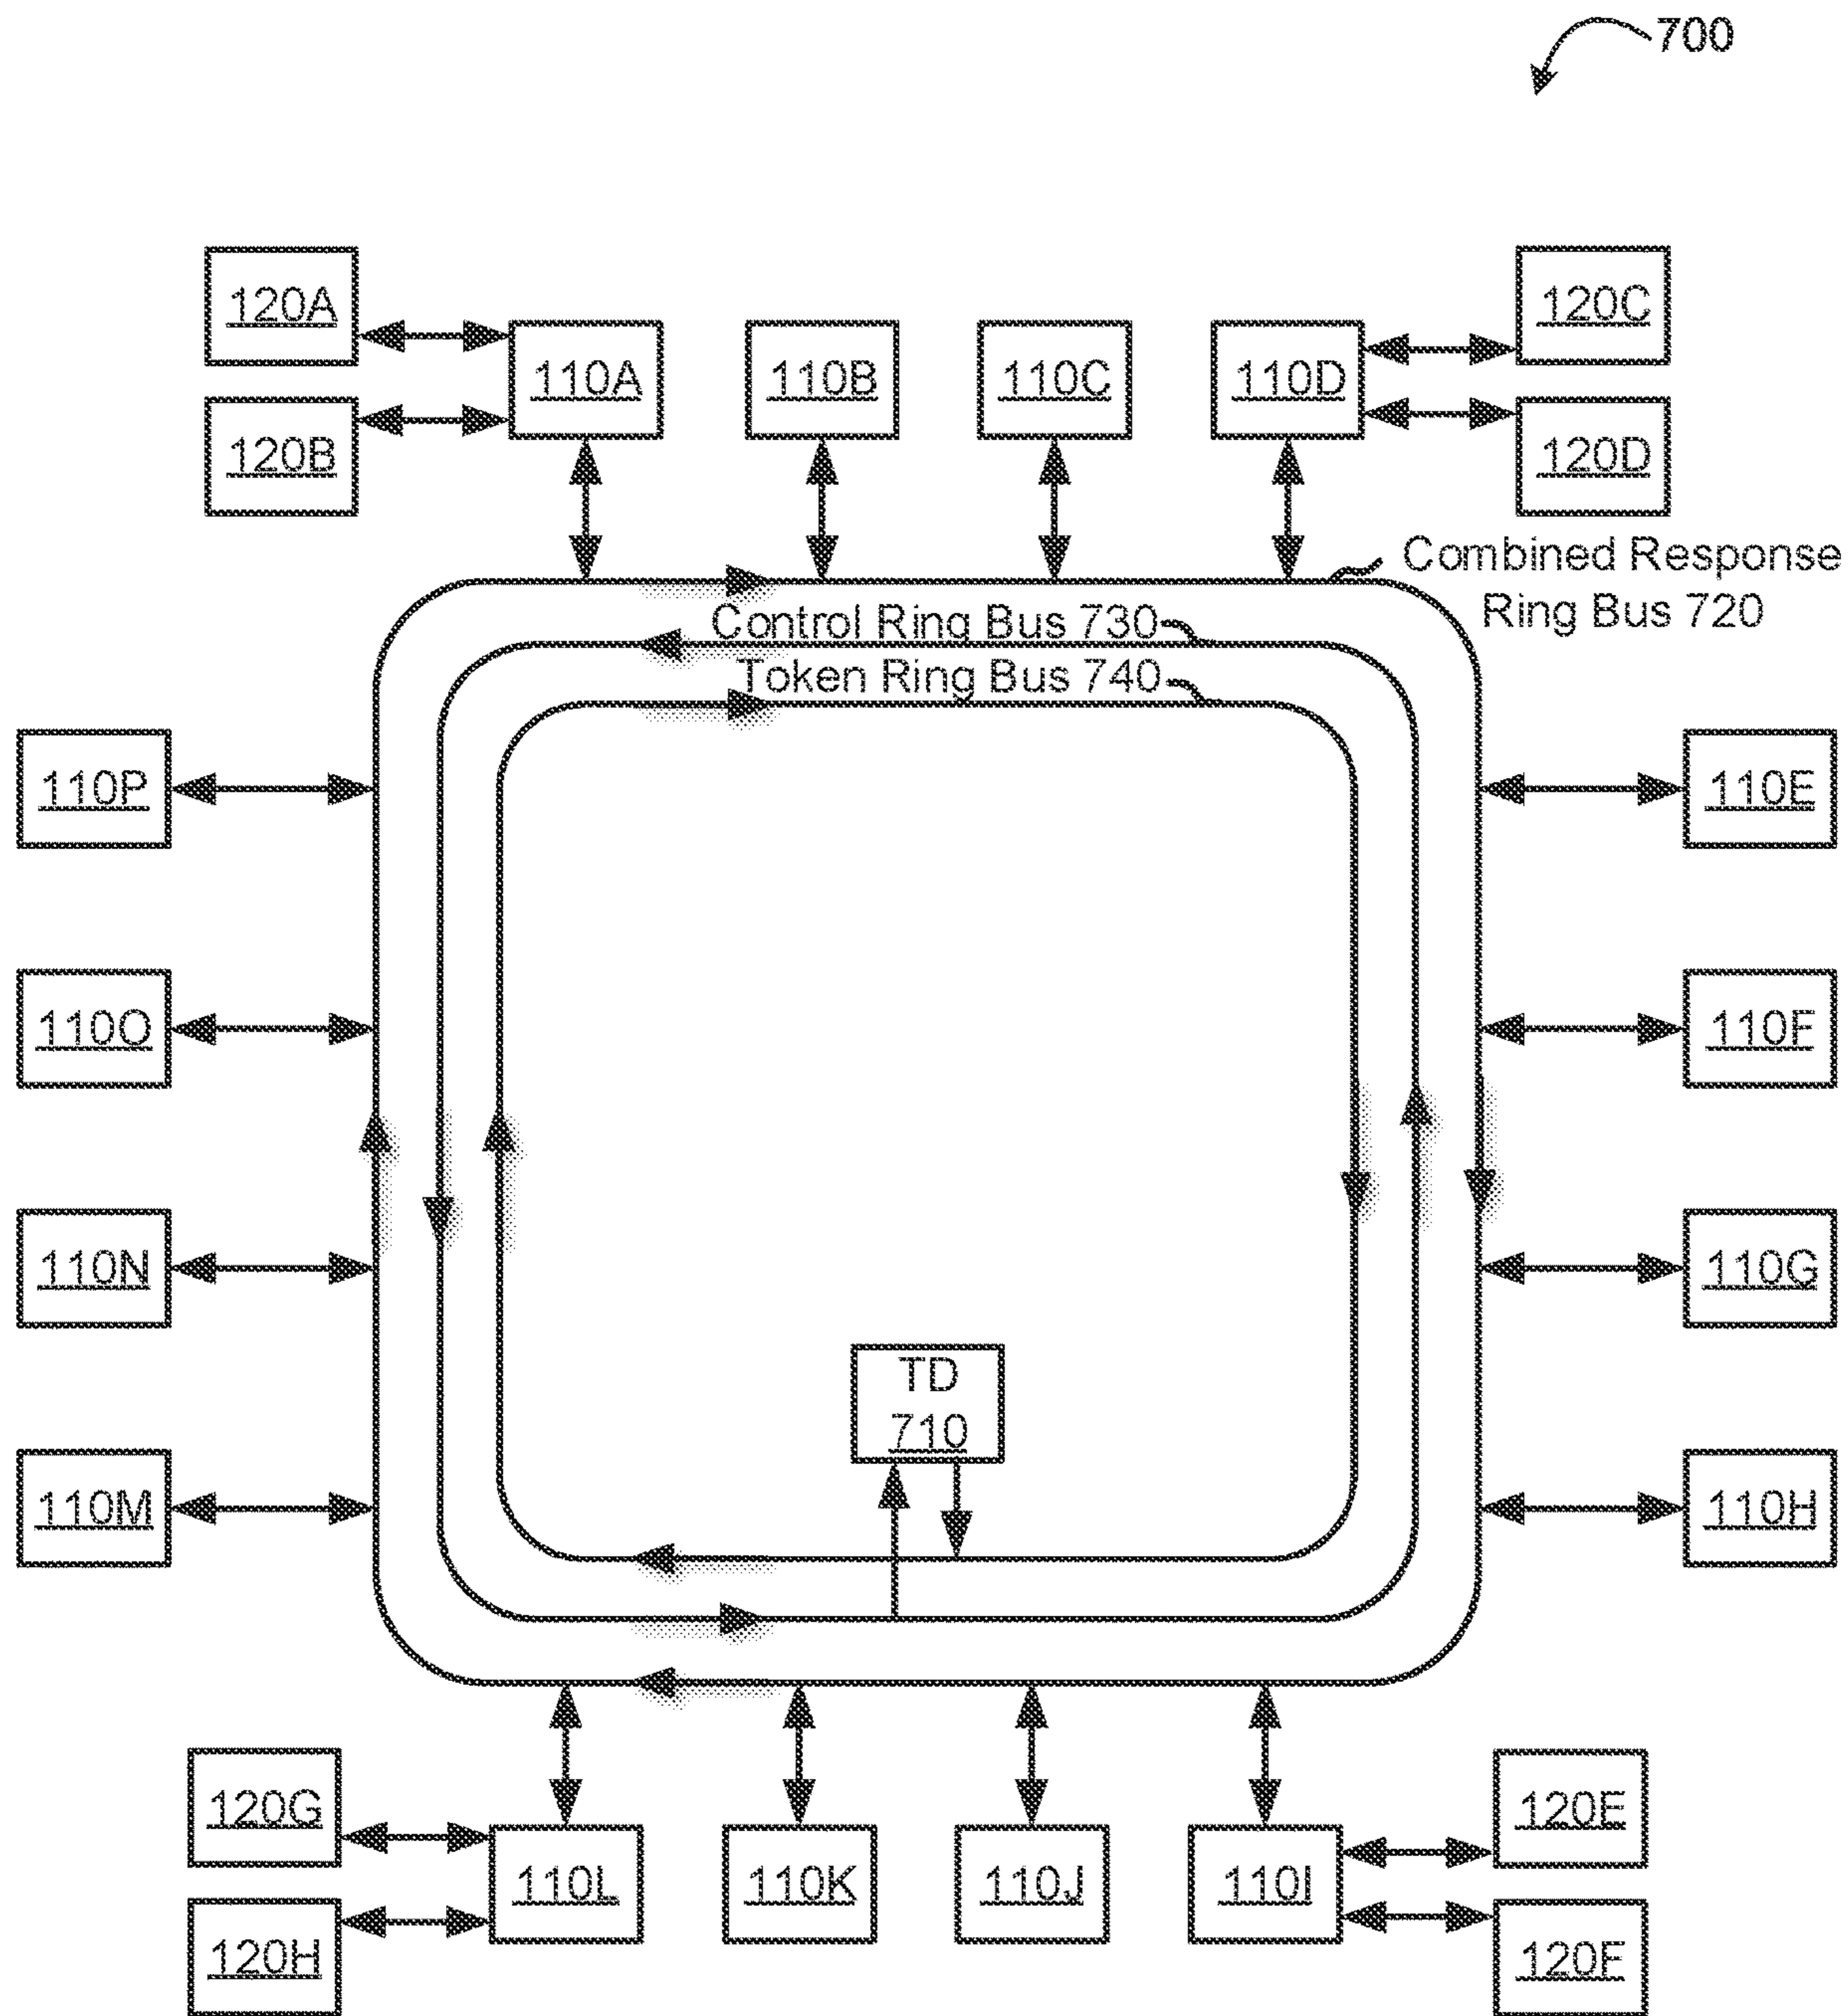 700
120A
120C
110A
110B
110C
110D
120B
120D
Combined Response
Ring Bus 720
Control Ring Bus 730
Token Ring Bus 740
110P
110E
110O
110F
110N
110G
TD
710
110M
110H
120G
120E
110L
110K
110J
110I
120H
120F